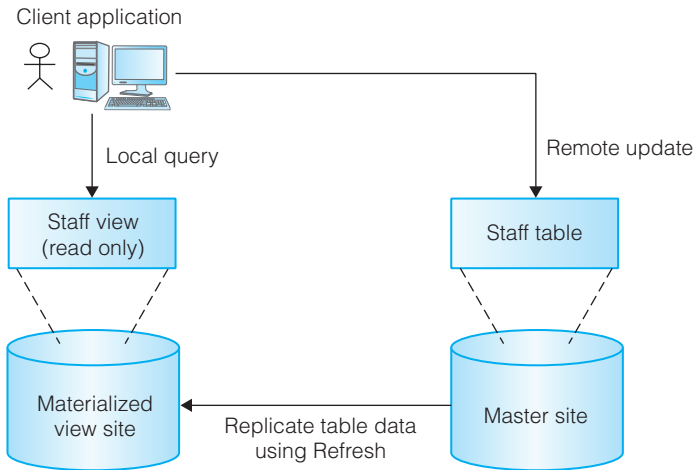 Client application
Local query
Remote update
Staff view
(read only)
Staff table
Materialized
view site
Replicate table data
using Refresh
Master site